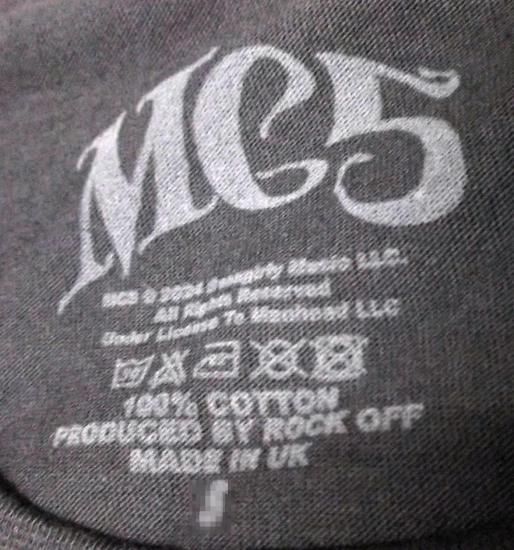 MC5
MC5 © 2024 Music LLC.
All Rights Reserved
Under License To Manhead LLC
100% COTTON
PRODUCED BY ROCK OFF
MADE IN UK
S